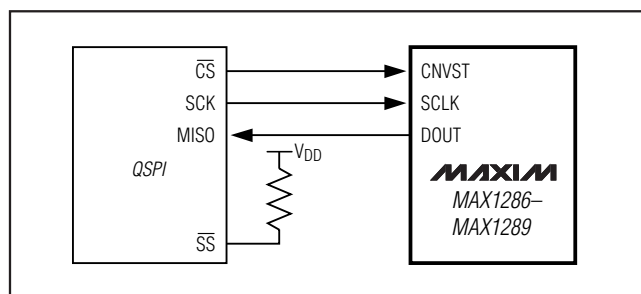 CS
SCK
MISO
QSPI
SS
VDD
CNVST
SCLK
DOUT
MAXIM
MAX1286–
MAX1289